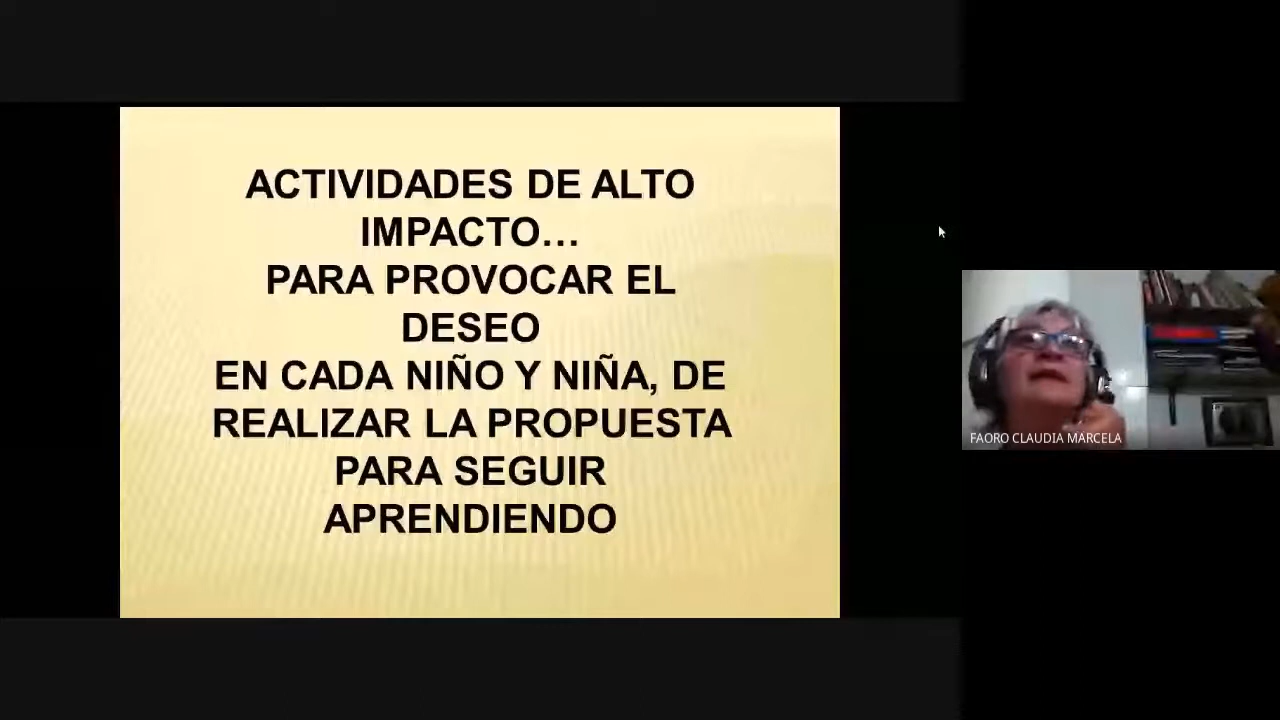 ACTIVIDADES DE ALTO
IMPACTO...
PARA PROVOCAR EL
DESEO
EN CADA NIÑO Y NIÑA, DE
REALIZAR LA PROPUESTA
PARA SEGUIR
APRENDIENDO
FAORO CLAUDIA MARCELA